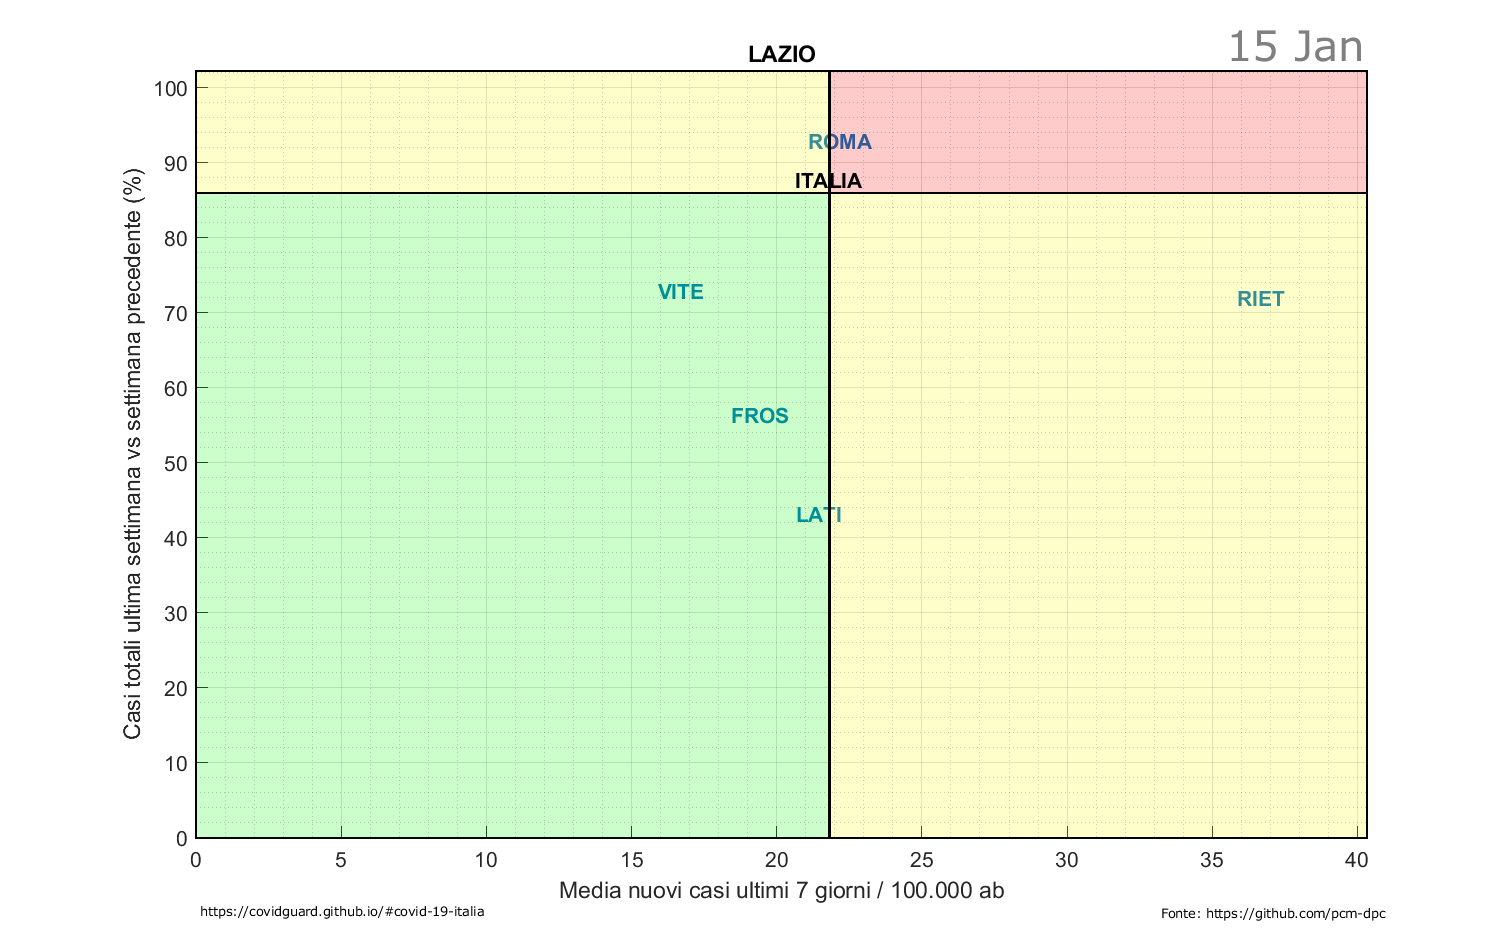 LAZIO
15 Jan
100
90
80
70
60
50
40
30
20
10
0
Casi totali ultima settimana vs settimana precedente (%)
ROMA
ITALIA
VITE
RIET
FROS
LATI
0 5 10 15 20 25 30 35 40
Media nuovi casi ultimi 7 giorni / 100.000 ab
https://covidguard.github.io/#covid-19-italia
Fonte: https://github.com/pcm-dpc